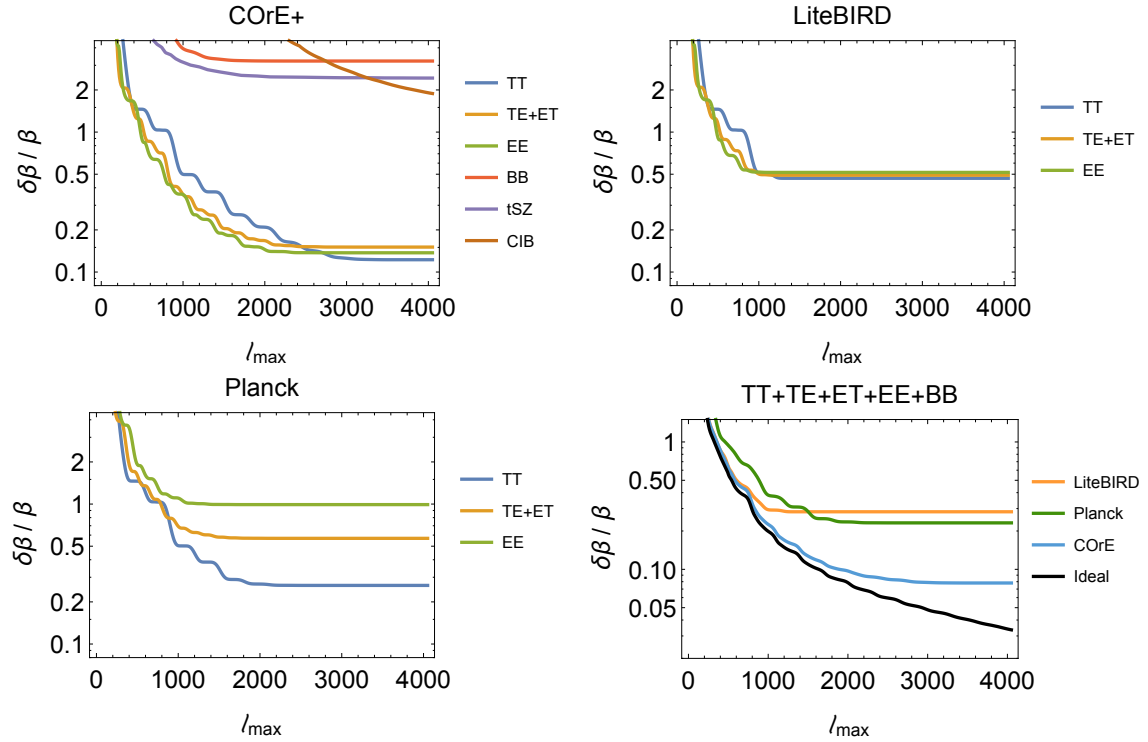 COrE+
δβ / β
2
1
0.5
0.2
0.1
0 1000 2000 3000 4000
lmax
TT
TE+ET
EE
BB
tSZ
CIB
LiteBIRD
δβ / β
2
1
0.5
0.2
0.1
0 1000 2000 3000 4000
lmax
TT
TE+ET
EE
Planck
δβ / β
2
1
0.5
0.2
0.1
0 1000 2000 3000 4000
lmax
TT
TE+ET
EE
TT+TE+ET+EE+BB
δβ / β
1
0.50
0.10
0.05
0 1000 2000 3000 4000
lmax
LiteBIRD
Planck
COrE
Ideal